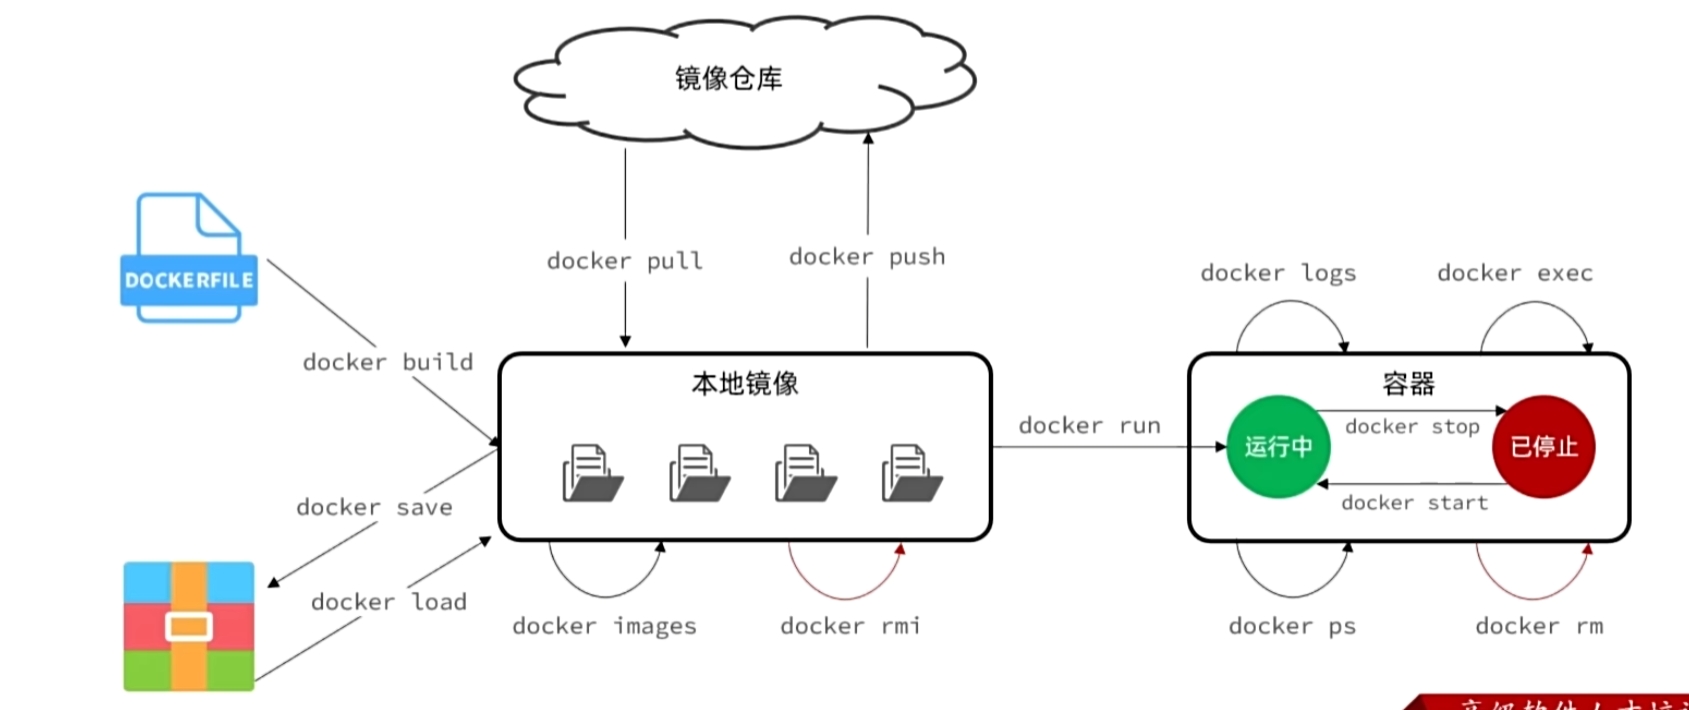 镜像仓库
docker pull
docker push
DOCKERFILE
docker build
docker save
docker load
本地镜像
docker images
docker rmi
docker run
docker logs
docker exec
容器
运行中
docker stop
已停止
docker start
docker ps
docker rm